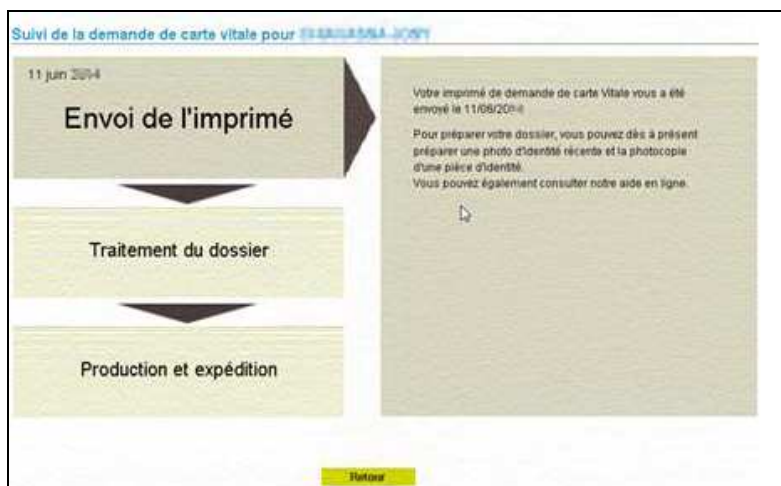 Suivi de la demande de carte vitale pour
11 juin
Envoi de l'imprimé
Traitement du dossier
Production et expédition
Votre imprimé de demande de carte Vitale vous a été
envoyé le
Pour préparer votre dossier, vous pouvez dès à présent
préparer une photo d'identité récente et la photocopie
d'une pièce d'identité.
Vous pouvez également consulter notre aide en ligne.
Retour